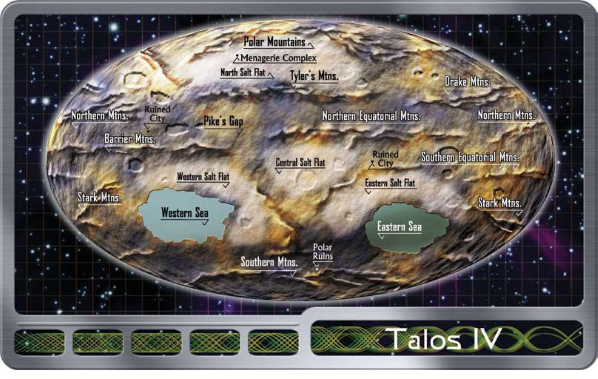 Polar Mountains
Menagerie Complex
North Salt Flat
Tyler's Mtns.
Drake Mtns.
Northern Mtns.
Ruined
City
Pike's Gap
Northern Equatorial Mtns.
Northern Mtns.
Barrier Mtns.
Central Salt Flat
Ruined
City
Southern Equatorial Mtns.
Western Salt Flat
Eastern Salt Flat
Stark Mtns.
Stark Mtns.
Western Sea
Eastern Sea
Southern Mtns.
Polar
Ruins
Talos IV